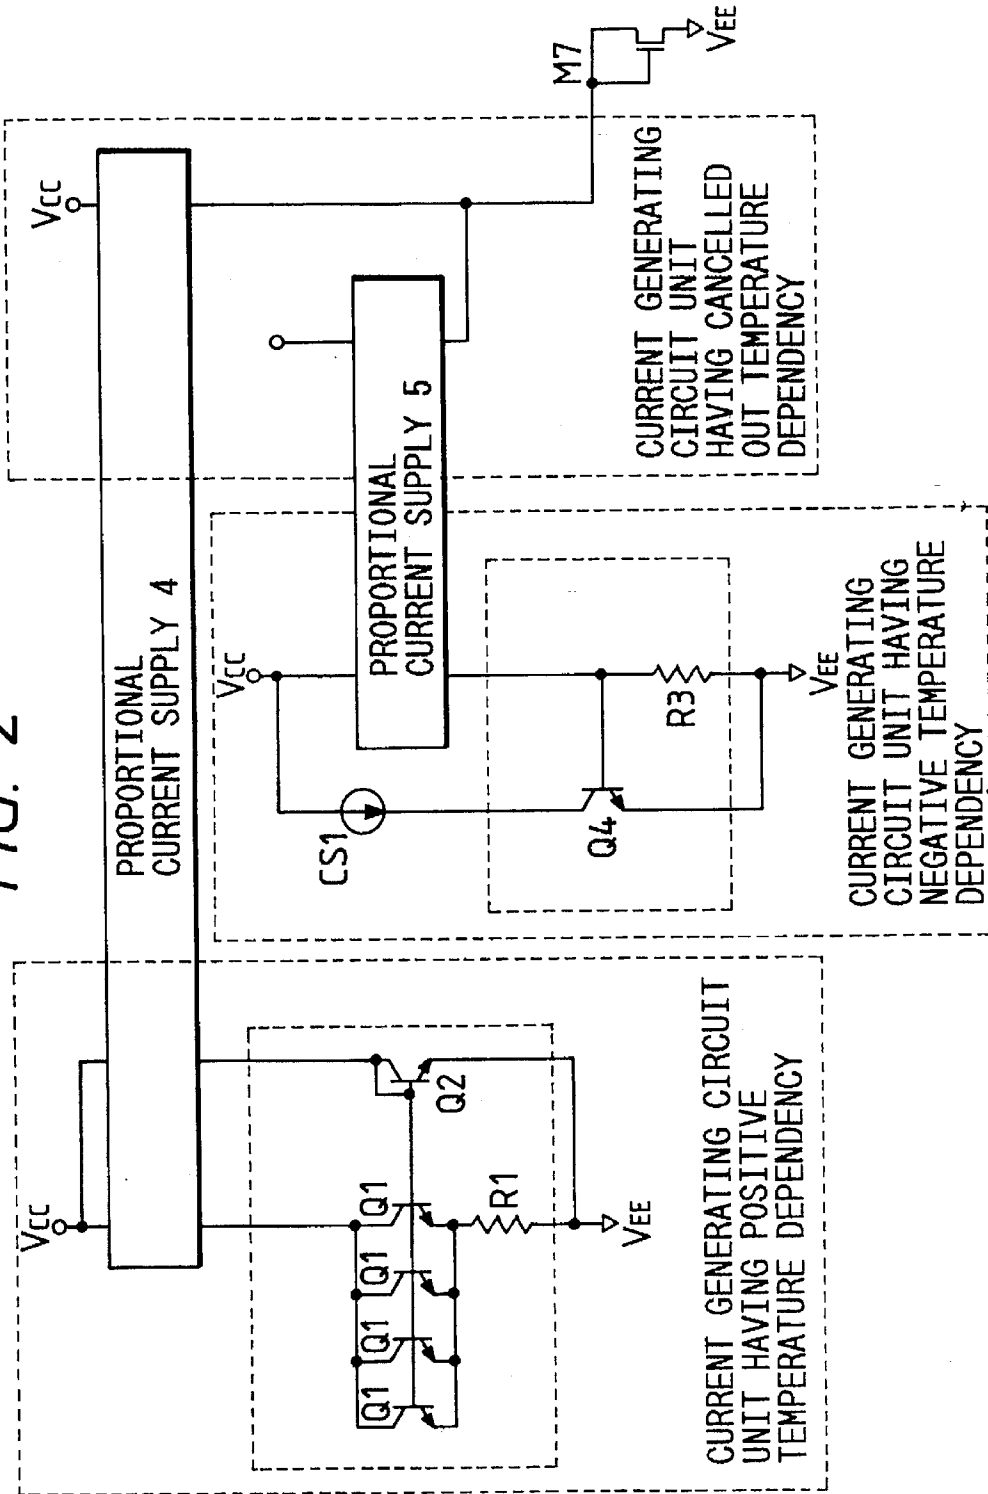 FIG. 2
PROPORTIONAL
CURRENT SUPPLY 4
VCC
VCC
VCC
PROPORTIONAL
CURRENT SUPPLY 5
CS1
Q1
Q1
Q1
Q1
Q2
Q4
R1
R3
M7
VEE
VEE
VEE
CURRENT GENERATING CIRCUIT
UNIT HAVING POSITIVE
TEMPERATURE DEPENDENCY
CURRENT GENERATING
CIRCUIT UNIT HAVING
NEGATIVE TEMPERATURE
DEPENDENCY
CURRENT GENERATING
CIRCUIT UNIT
HAVING CANCELLED
OUT TEMPERATURE
DEPENDENCY